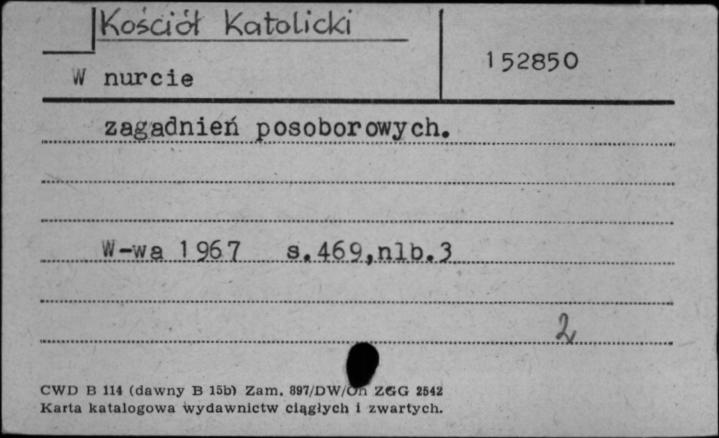 Kościół Katolicki
152850
W nurcie
zagadnień posoborowych.
W-wa 1967 s.469,nlb.3
2
CWD B 114 (dawny B 15b) Zam. 897/DW/Oh ZGG 2542
Karta katalogowa wydawnictw ciągłych i zwartych.